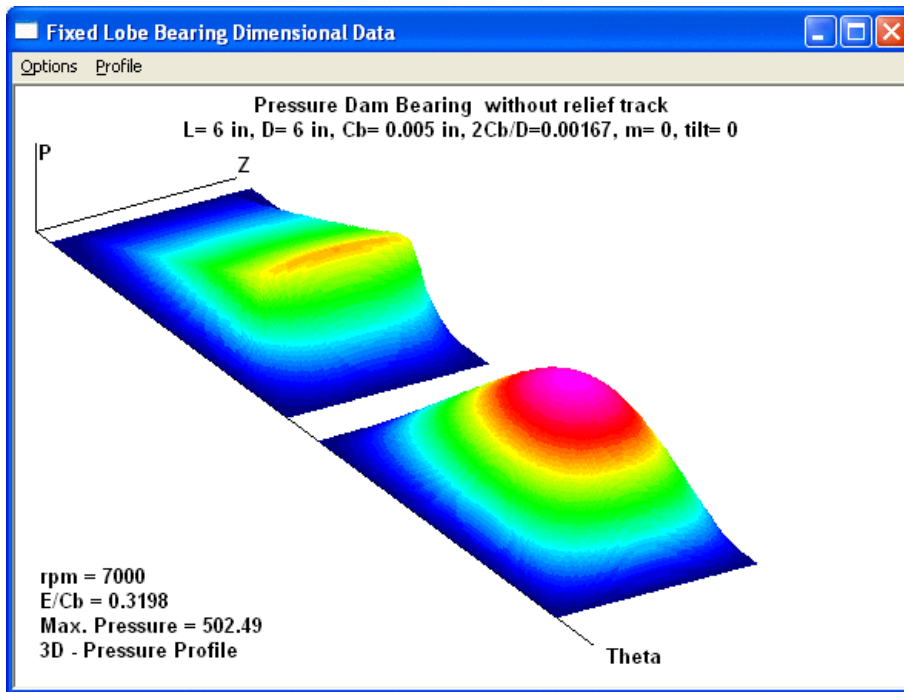 Fixed Lobe Bearing Dimensional Data
Options Profile
Pressure Dam Bearing without relief track
L= 6 in, D= 6 in, Cb= 0.005 in, 2Cb/D=0.00167, m= 0, tilt= 0
P
Z
rpm = 7000
E/Cb = 0.3198
Max. Pressure = 502.49
3D - Pressure Profile
Theta